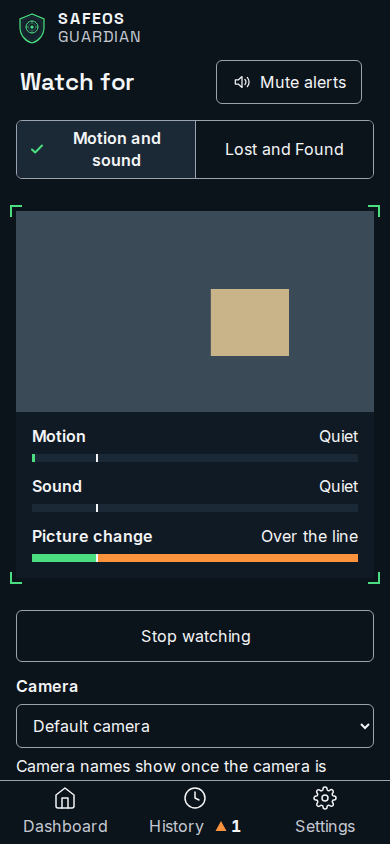 SAFEOS
GUARDIAN
Watch for
Mute alerts
Motion and
sound
Lost and Found
Motion
Quiet
Sound
Quiet
Picture change
Over the line
Stop watching
Camera
Default camera
Camera names show once the camera is
Dashboard
History
1
Settings